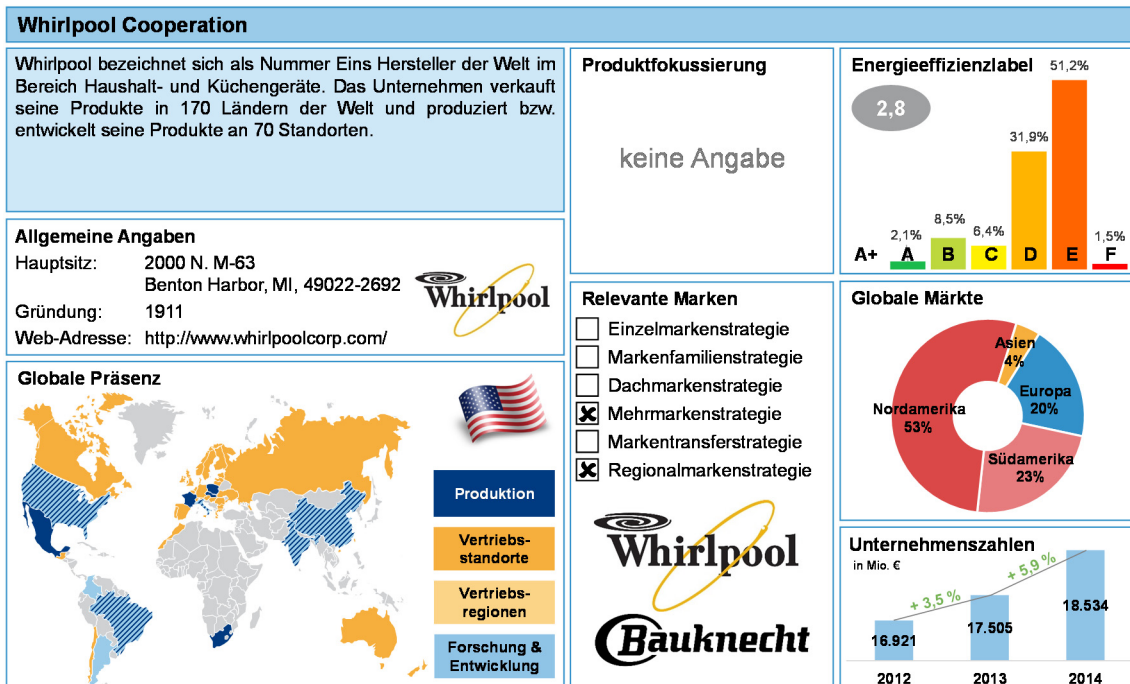 Whirlpool Cooperation
Whirlpool bezeichnet sich als Nummer Eins Hersteller der Welt im
Bereich Haushalt- und Küchengeräte. Das Unternehmen verkauft
seine Produkte in 170 Ländern der Welt und produziert bzw.
entwickelt seine Produkte an 70 Standorten.
Allgemeine Angaben
Hauptsitz: 2000 N. M-63
Benton Harbor, MI, 49022-2692
Gründung: 1911
Web-Adresse: http://www.whirlpoolcorp.com/
Whirlpool
Globale Präsenz
Produktion
Vertriebs-
standorte
Vertriebs-
regionen
Forschung &
Entwicklung
Produktfokussierung
keine Angabe
Relevante Marken
Einzelmarkenstrategie
Markenfamilienstrategie
Dachmarkenstrategie
Mehrmarkenstrategie
Markentransferstrategie
Regionalmarkenstrategie
Whirlpool
Bauknecht
Energieeffizienzlabel
2,8
2,1% 8,5% 6,4% 31,9% 51,2% 1,5%
A+ A B C D E F
Globale Märkte
Asien
4%
Europa
20%
Nordamerika
53%
Südamerika
23%
Unternehmenszahlen
in Mio. €
+ 3,5 % + 5,9 %
16.921 17.505 18.534
2012 2013 2014